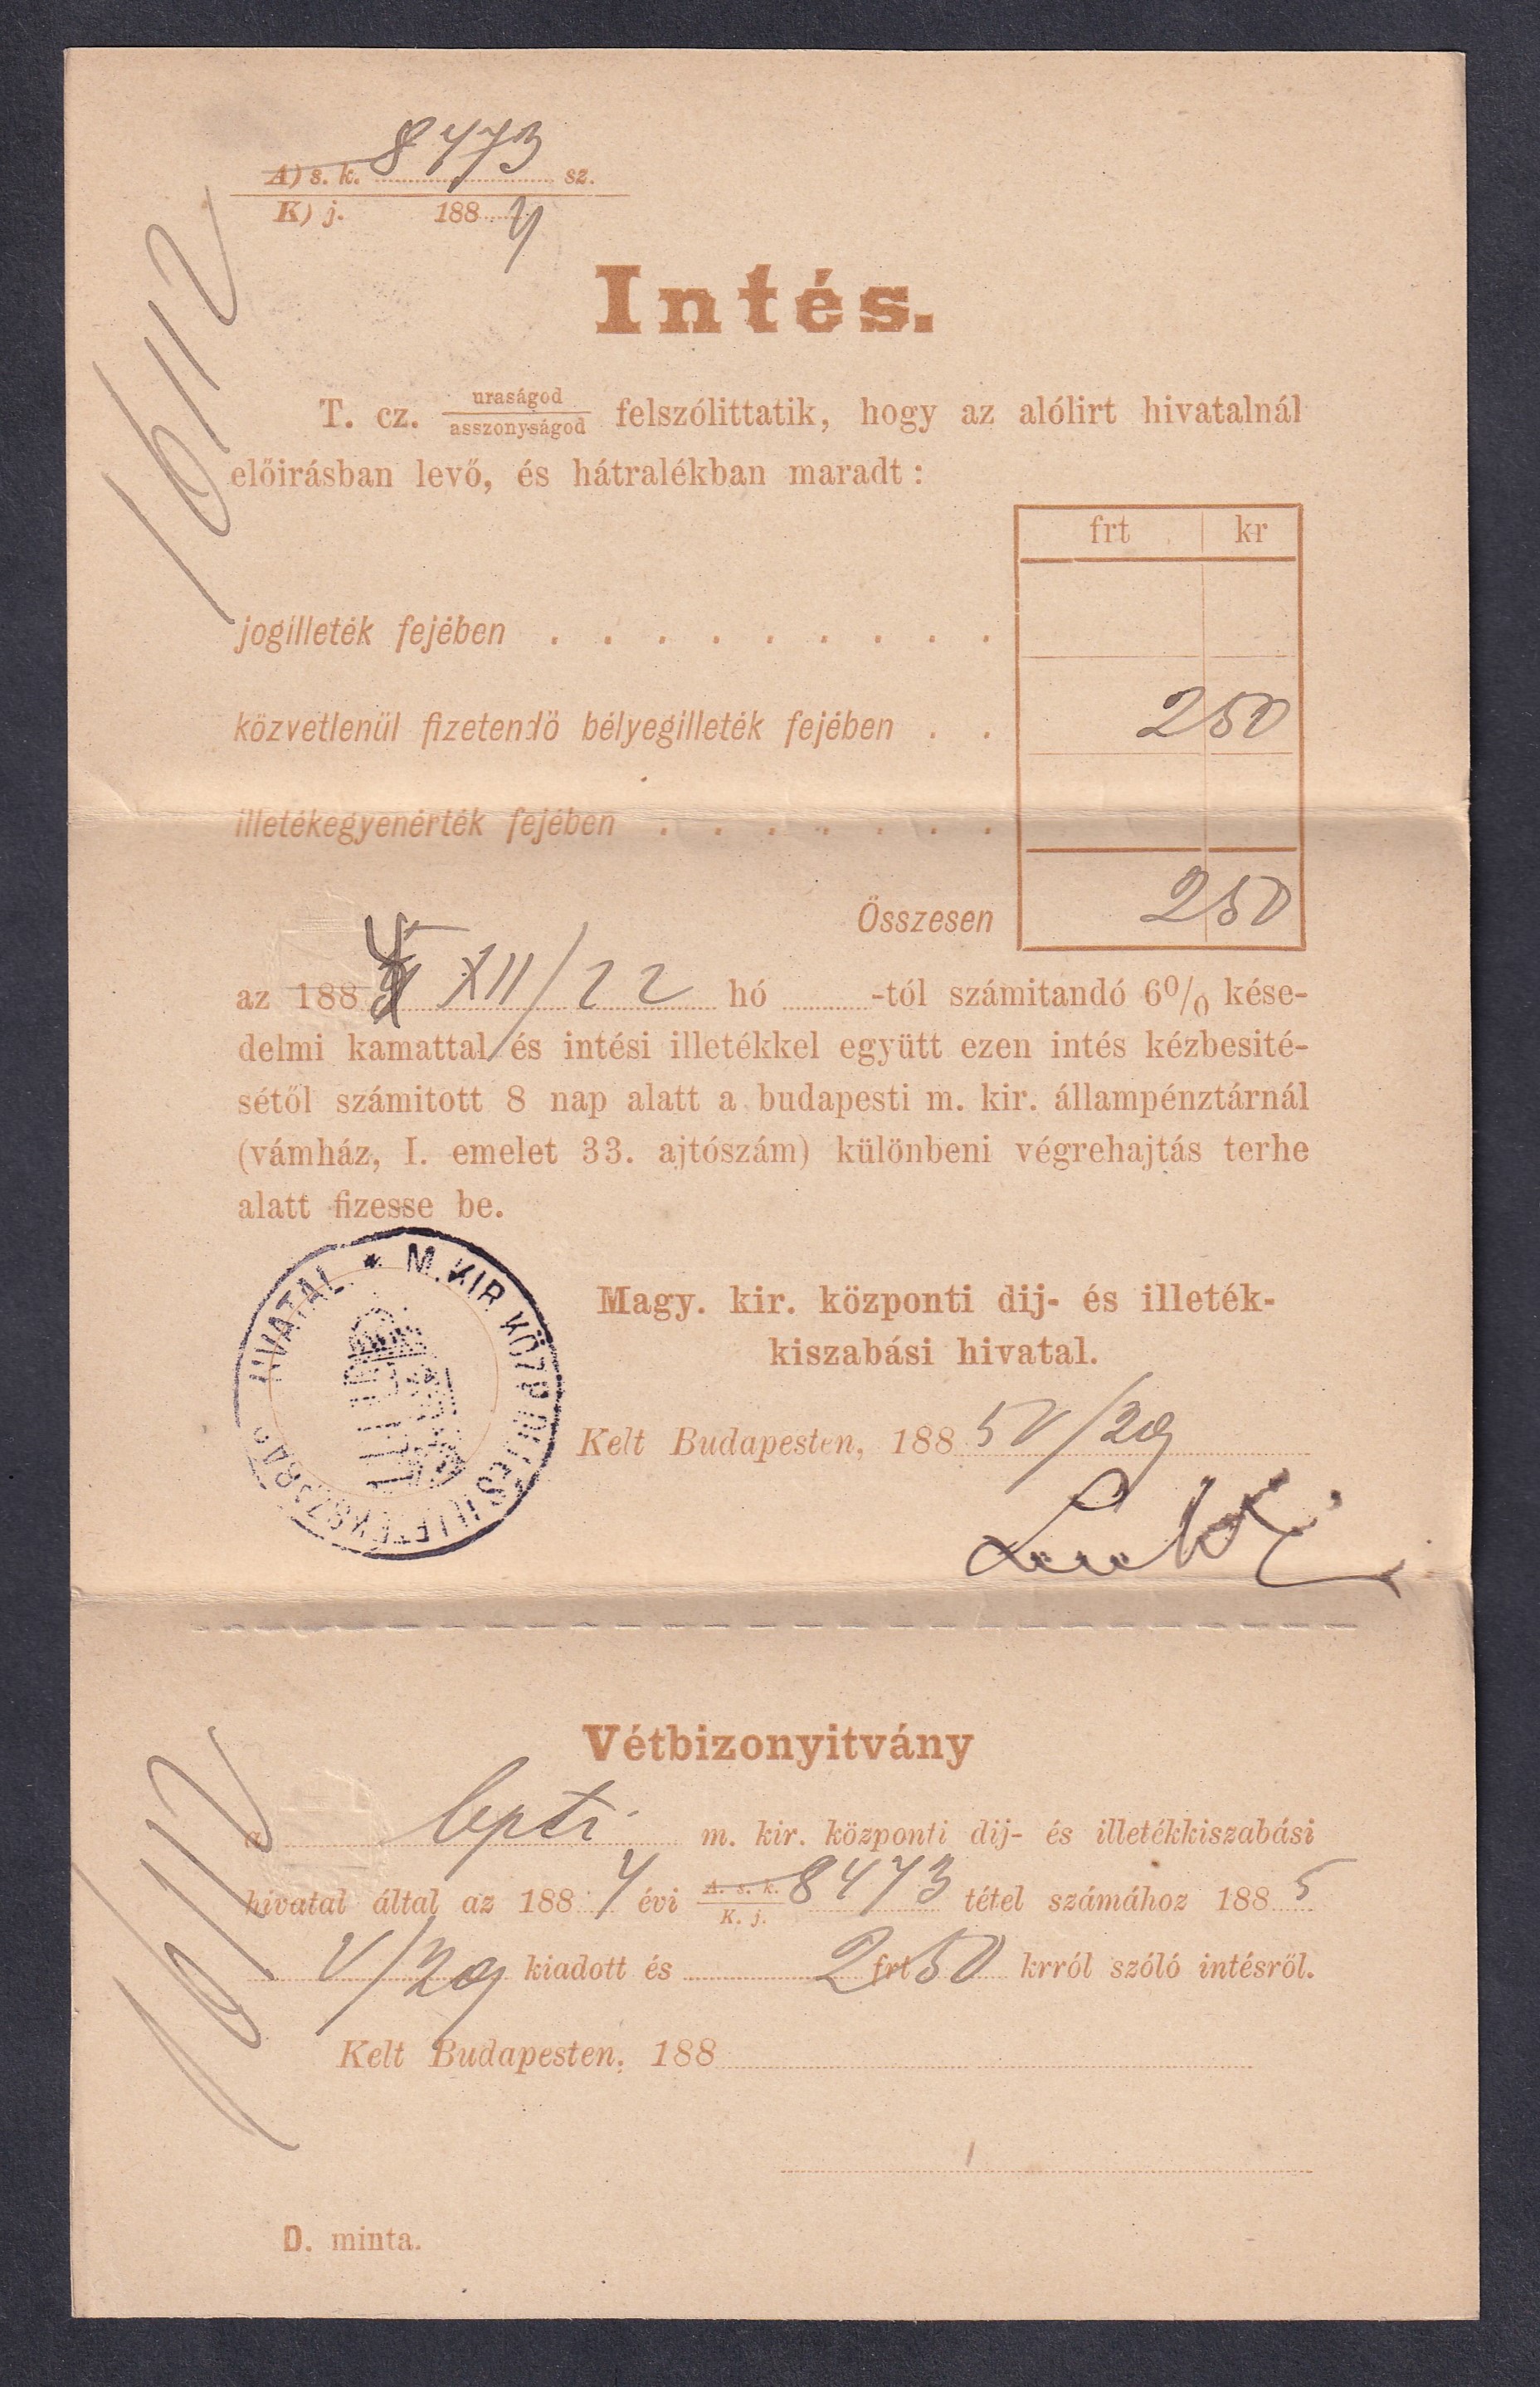 A) s. k. 8473 sz.
K) j. 1884
1612
Intés.
T. cz. uraságod
asszonyságod felszólittatik, hogy az alólirt hivatalnál
előirásban levő, és hátralékban maradt :
frt kr
jogilleték fejében . . . . . . . . .
közvetlenül fizetendő bélyegilleték fejében . . 2 50
illetékegyenérték fejében . . . . . . .
Összesen 2 50
az 188 XII/22 hó -tól számitandó 6% kése-
delmi kamattal és intési illetékkel együtt ezen intés kézbesité-
sétől számitott 8 nap alatt a budapesti m. kir. állampénztárnál
(vámház, I. emelet 33. ajtószám) különbeni végrehajtás terhe
alatt fizesse be.
Magy. kir. központi dij- és illeték-
kiszabási hivatal.
HIVATAL * M. KIR. KÖZP.
Kelt Budapesten, 1885 V/29
Vétbizonyitvány
1612
a bpti m. kir. központi dij- és illetékkiszabási
hivatal által az 1884 évi A. s. k.
K. j. 8473 tétel számához 1885
V/29 kiadott és 2 frt 50 krról szóló intésről.
Kelt Budapesten, 188
D. minta.